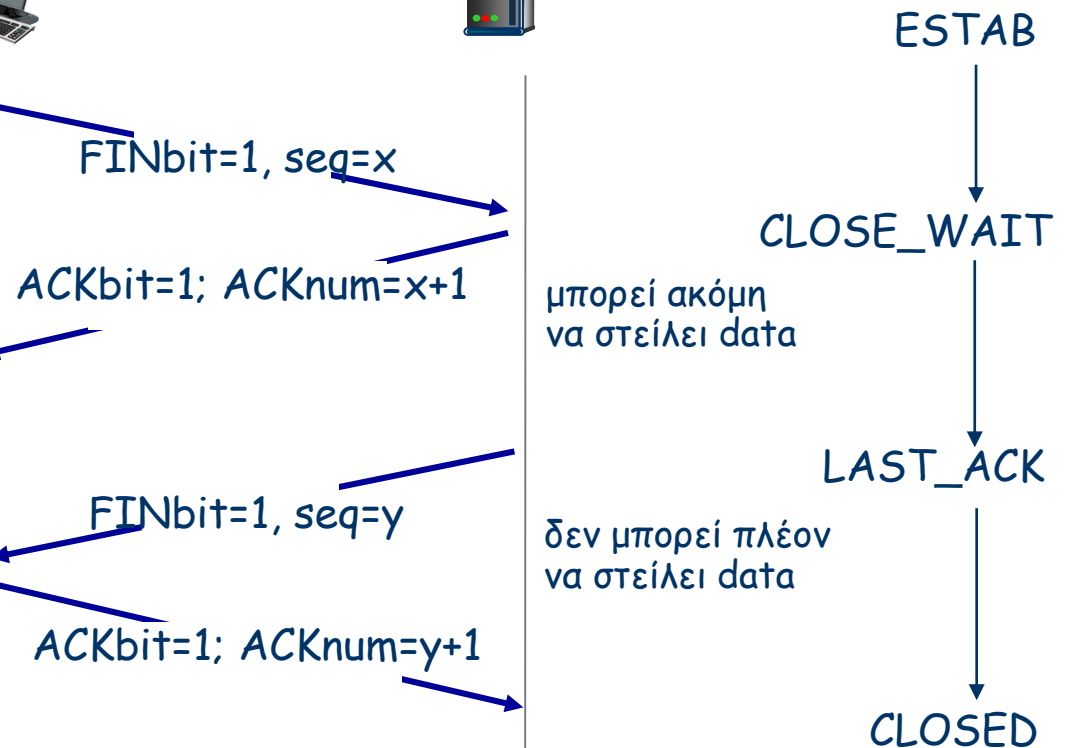 ESTAB
FINbit=1, seq=x
CLOSE_WAIT
ACKbit=1; ACKnum=x+1
μπορεί ακόμη
να στείλει data
LAST_ACK
FINbit=1, seq=y
δεν μπορεί πλέον
να στείλει data
ACKbit=1; ACKnum=y+1
CLOSED